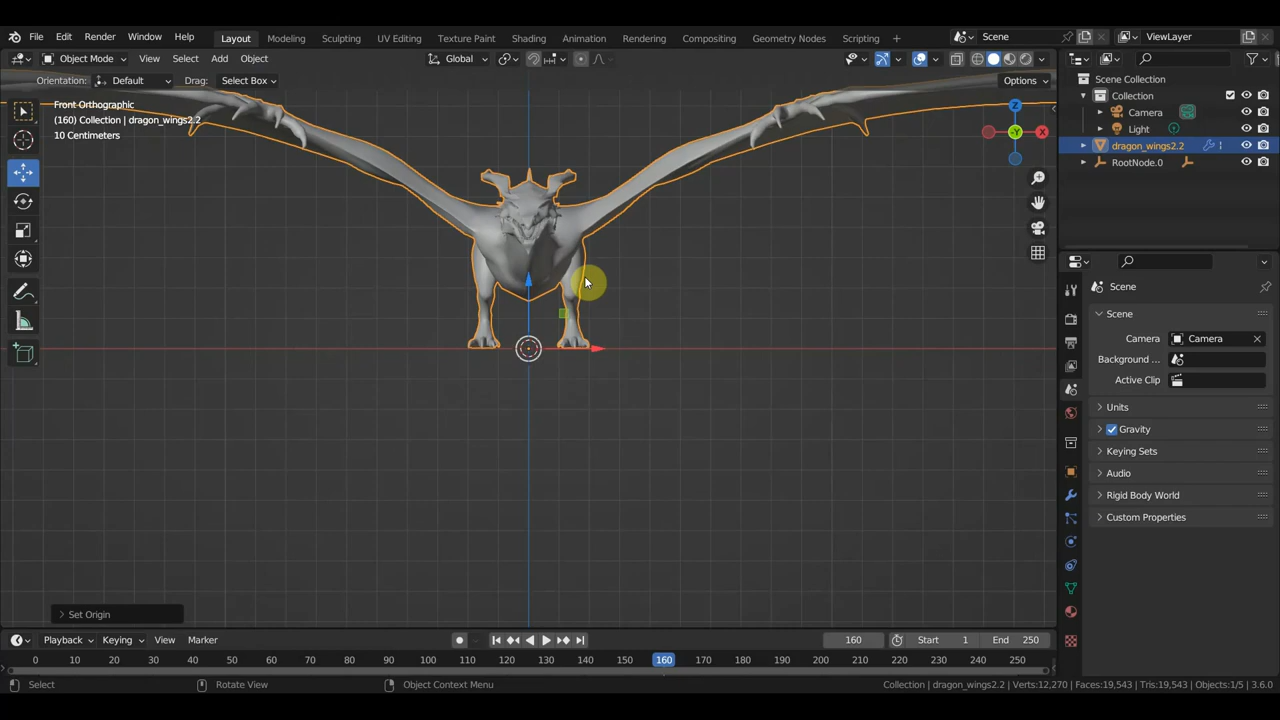 File Edit Render Window Help Layout Modeling Sculpting UV Editing Texture Paint Shading Animation Rendering Compositing Geometry Nodes Scripting + Scene ViewLayer
Object Mode View Select Add Object Global
Orientation: Default Drag: Select Box Options
Front Orthographic
(160) Collection | dragon_wings2.2
10 Centimeters
Z
-Y
X
Set Origin
Scene Collection
Collection
Camera
Light
dragon_wings2.2 1
RootNode.0
Scene
Scene
Camera Camera
Background ...
Active Clip
Units
Gravity
Keying Sets
Audio
Rigid Body World
Custom Properties
Playback Keying View Marker 160 Start 1 End 250
0 10 20 30 40 50 60 70 80 90 100 110 120 130 140 150 160 170 180 190 200 210 220 230 240 250
Select Rotate View Object Context Menu Collection | dragon_wings2.2 | Verts:12,270 | Faces:19,543 | Tris:19,543 | Objects:1/5 | 3.6.0